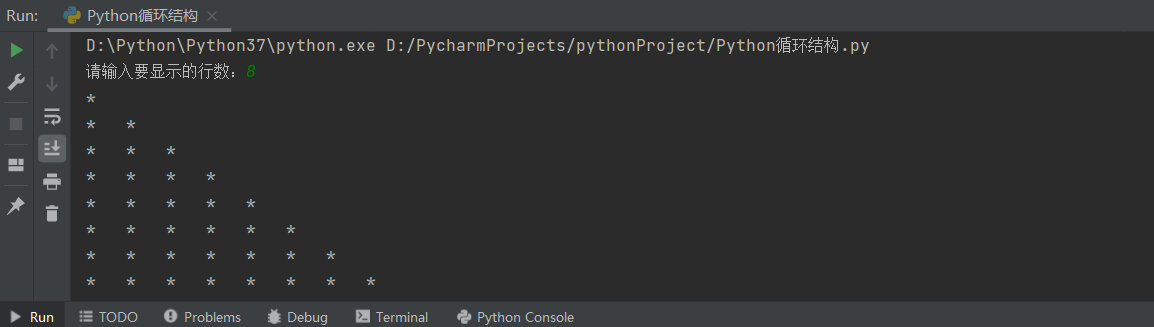 Run: Python循环结构
D:\Python\Python37\python.exe D:/PycharmProjects/pythonProject/Python循环结构.py
请输入要显示的行数：8
*
* *
* * *
* * * *
* * * * *
* * * * * *
* * * * * * *
* * * * * * * *
Run TODO Problems Debug Terminal Python Console